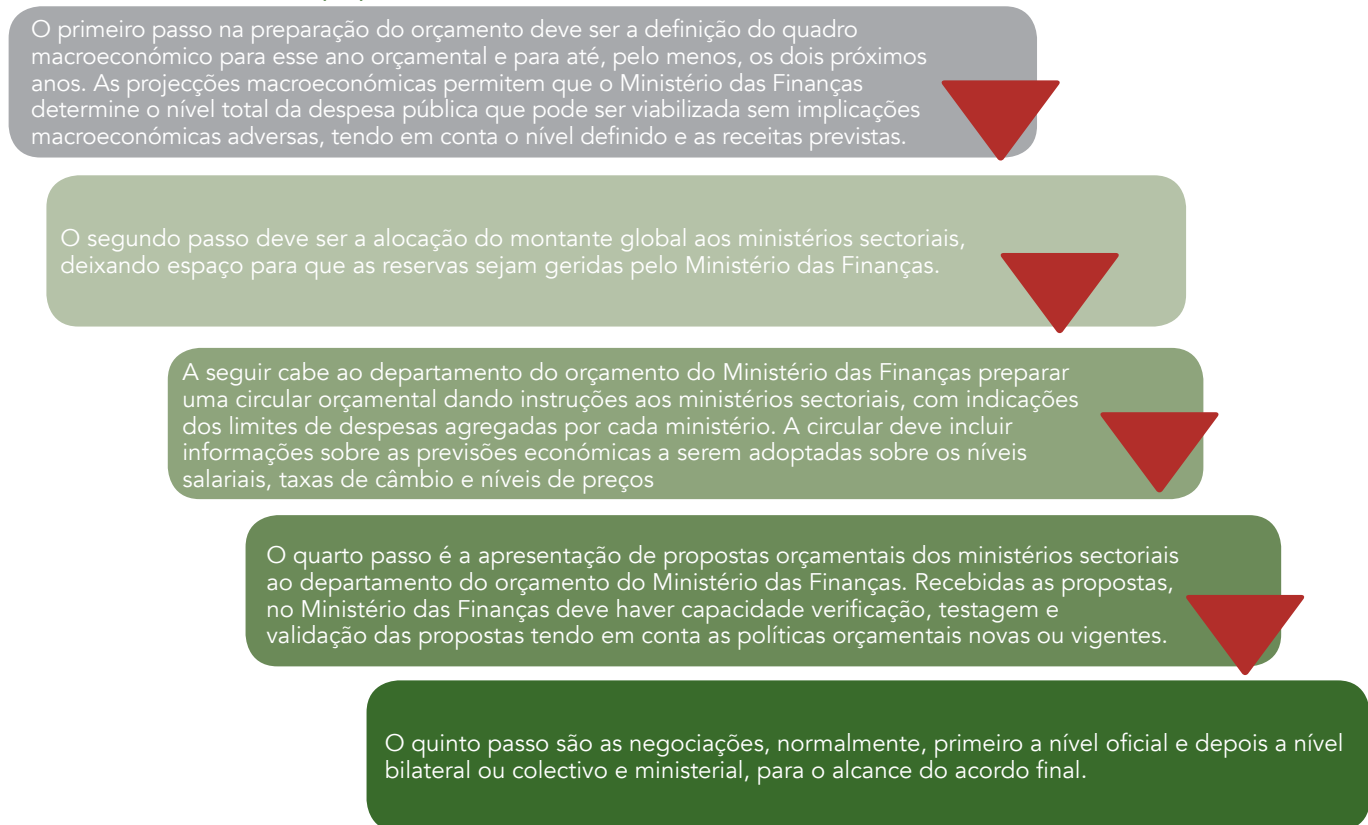 O primeiro passo na preparação do orçamento deve ser a definição do quadro
macroeconómico para esse ano orçamental e para até, pelo menos, os dois próximos
anos. As projecções macroeconómicas permitem que o Ministério das Finanças
determine o nível total da despesa pública que pode ser viabilizada sem implicações
macroeconómicas adversas, tendo em conta o nível definido e as receitas previstas.
O segundo passo deve ser a alocação do montante global aos ministérios sectoriais,
deixando espaço para que as reservas sejam geridas pelo Ministério das Finanças.
A seguir cabe ao departamento do orçamento do Ministério das Finanças preparar
uma circular orçamental dando instruções aos ministérios sectoriais, com indicações
dos limites de despesas agregadas por cada ministério. A circular deve incluir
informações sobre as previsões económicas a serem adoptadas sobre os níveis
salariais, taxas de câmbio e níveis de preços
O quarto passo é a apresentação de propostas orçamentais dos ministérios sectoriais
ao departamento do orçamento do Ministério das Finanças. Recebidas as propostas,
no Ministério das Finanças deve haver capacidade verificação, testagem e
validação das propostas tendo em conta as políticas orçamentais novas ou vigentes.
O quinto passo são as negociações, normalmente, primeiro a nível oficial e depois a nível
bilateral ou colectivo e ministerial, para o alcance do acordo final.